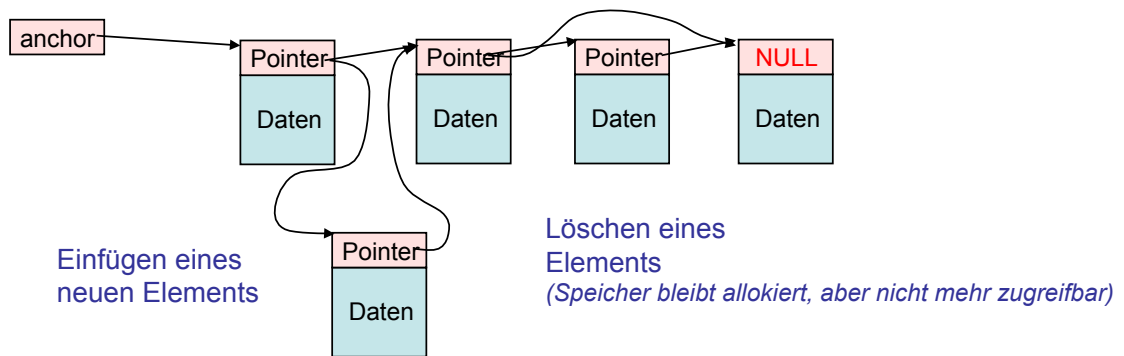 anchor
Pointer
Pointer
Pointer
NULL
Daten
Daten
Daten
Daten
Einfügen eines
neuen Elements
Pointer
Daten
Löschen eines
Elements
(Speicher bleibt allokiert, aber nicht mehr zugreifbar)